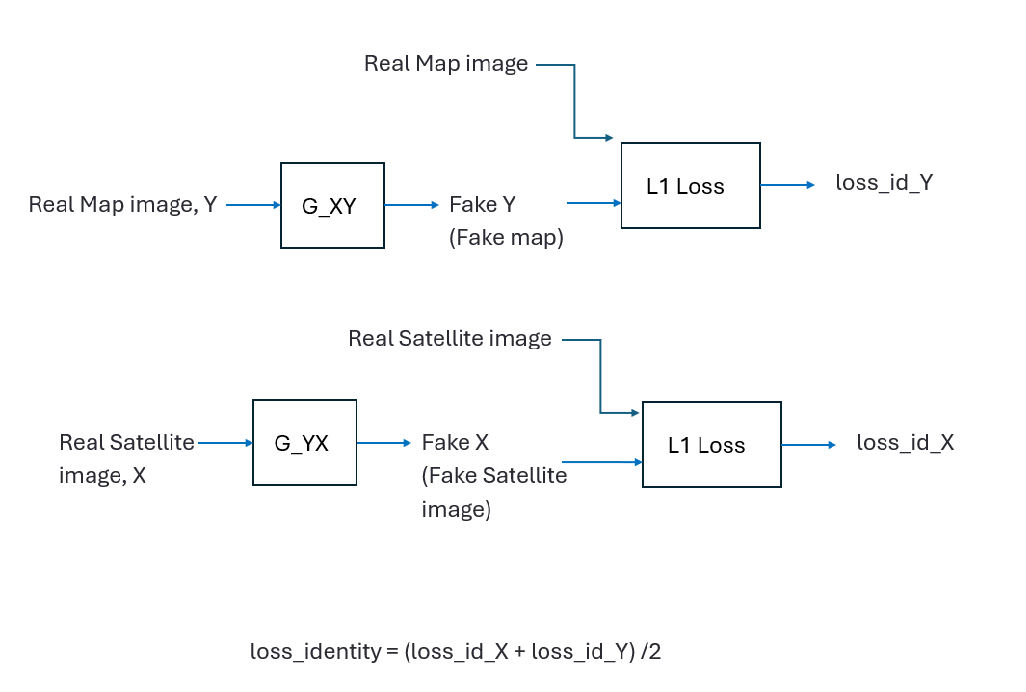 Real Map image
Real Map image, Y
G_XY
Fake Y
(Fake map)
L1 Loss
loss_id_Y
Real Satellite image
Real Satellite
image, X
G_YX
Fake X
(Fake Satellite
image)
L1 Loss
loss_id_X
loss_identity = (loss_id_X + loss_id_Y) /2